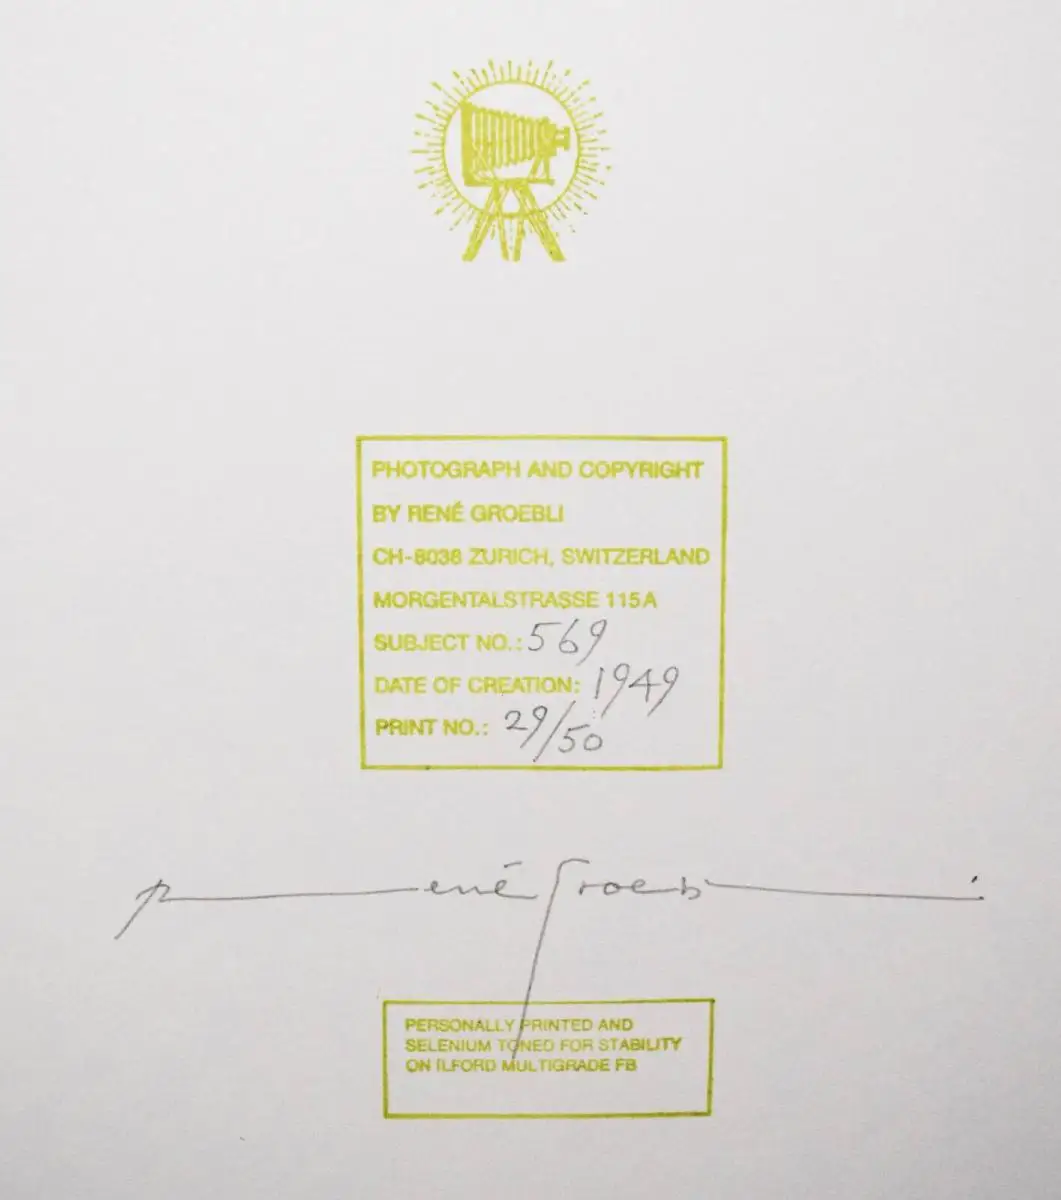 PHOTOGRAPH AND COPYRIGHT
BY RENÉ GROEBLI
CH-8038 ZURICH, SWITZERLAND
MORGENTALSTRASSE 115A
SUBJECT NO.: 569
DATE OF CREATION: 1949
PRINT NO.: 29/50
René Groebli
PERSONALLY PRINTED AND
SELENIUM TONED FOR STABILITY
ON ILFORD MULTIGRADE FB